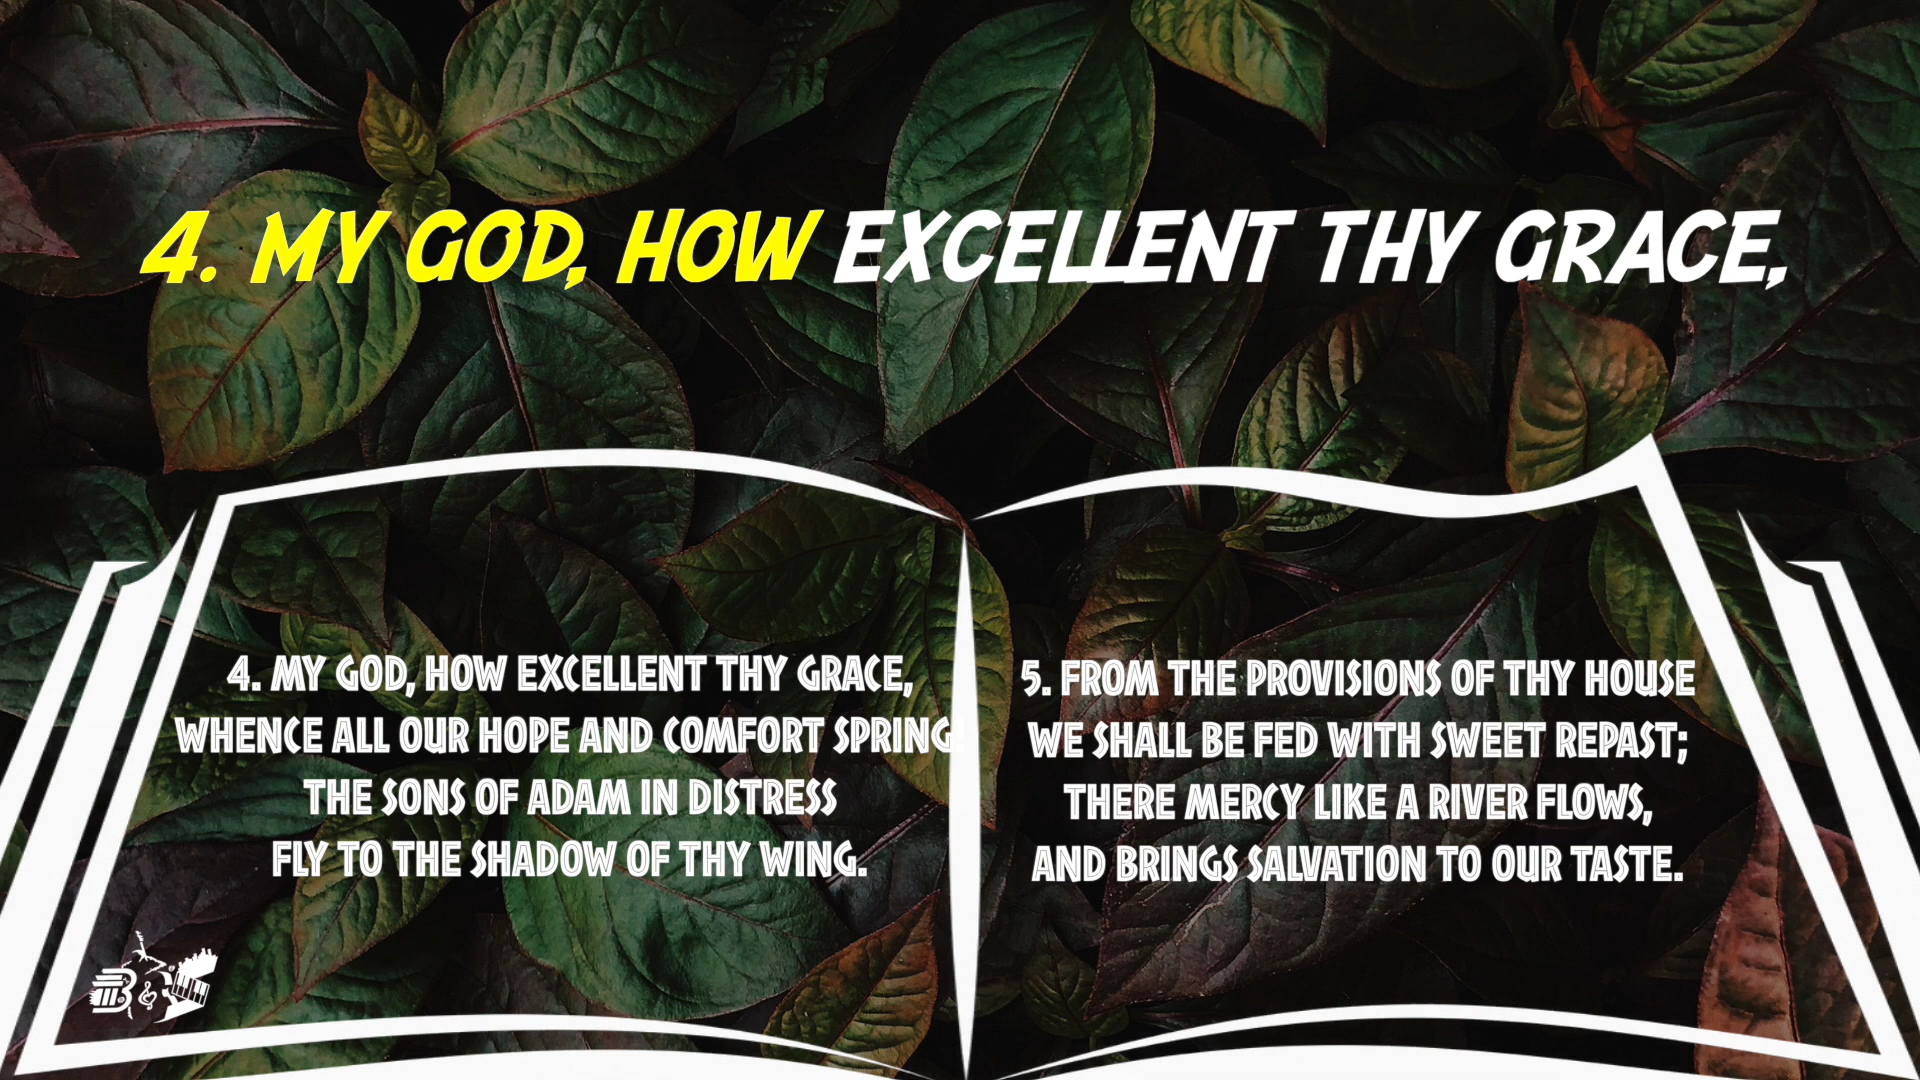 4. MY GOD, HOW EXCELLENT THY GRACE,
4. MY GOD, HOW EXCELLENT THY GRACE,
WHENCE ALL OUR HOPE AND COMFORT SPRING!
THE SONS OF ADAM IN DISTRESS
FLY TO THE SHADOW OF THY WING.
5. FROM THE PROVISIONS OF THY HOUSE
WE SHALL BE FED WITH SWEET REPAST;
THERE MERCY LIKE A RIVER FLOWS,
AND BRINGS SALVATION TO OUR TASTE.